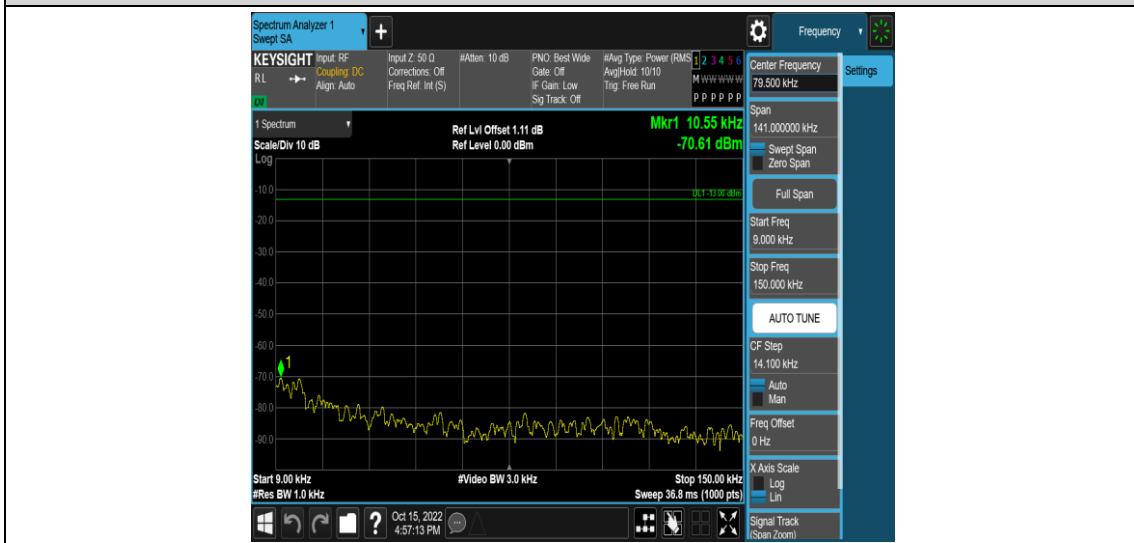 Spectrum Analyzer 1
Swept SA
+
Frequency
KEYSIGHT
RL
LXI
Input: RF
Coupling: DC
Align: Auto
Input Z: 50 Ω
Corrections: Off
Freq Ref: Int (S)
#Atten: 10 dB
PNO: Best Wide
Gate: Off
IF Gain: Low
Sig Track: Off
#Avg Type: Power (RMS
Avg|Hold: 10/10
Trig: Free Run
1 2 3 4 5 6
M W W W W W
P P P P P P
Center Frequency
79.500 kHz
Settings
Span
141.000000 kHz
Swept Span
Zero Span
Full Span
Start Freq
9.000 kHz
Stop Freq
150.000 kHz
AUTO TUNE
CF Step
14.100 kHz
Auto
Man
Freq Offset
0 Hz
X Axis Scale
Log
Lin
Signal Track
(Span Zoom)
1 Spectrum
Scale/Div 10 dB
Ref Lvl Offset 1.11 dB
Ref Level 0.00 dBm
Mkr1 10.55 kHz
-70.61 dBm
Log
-10.0
DL1 -13.00 dBm
-20.0
-30.0
-40.0
-50.0
-60.0
1
-70.0
-80.0
-90.0
Start 9.00 kHz
#Res BW 1.0 kHz
#Video BW 3.0 kHz
Stop 150.00 kHz
Sweep 36.8 ms (1000 pts)
?
Oct 15, 2022
4:57:13 PM